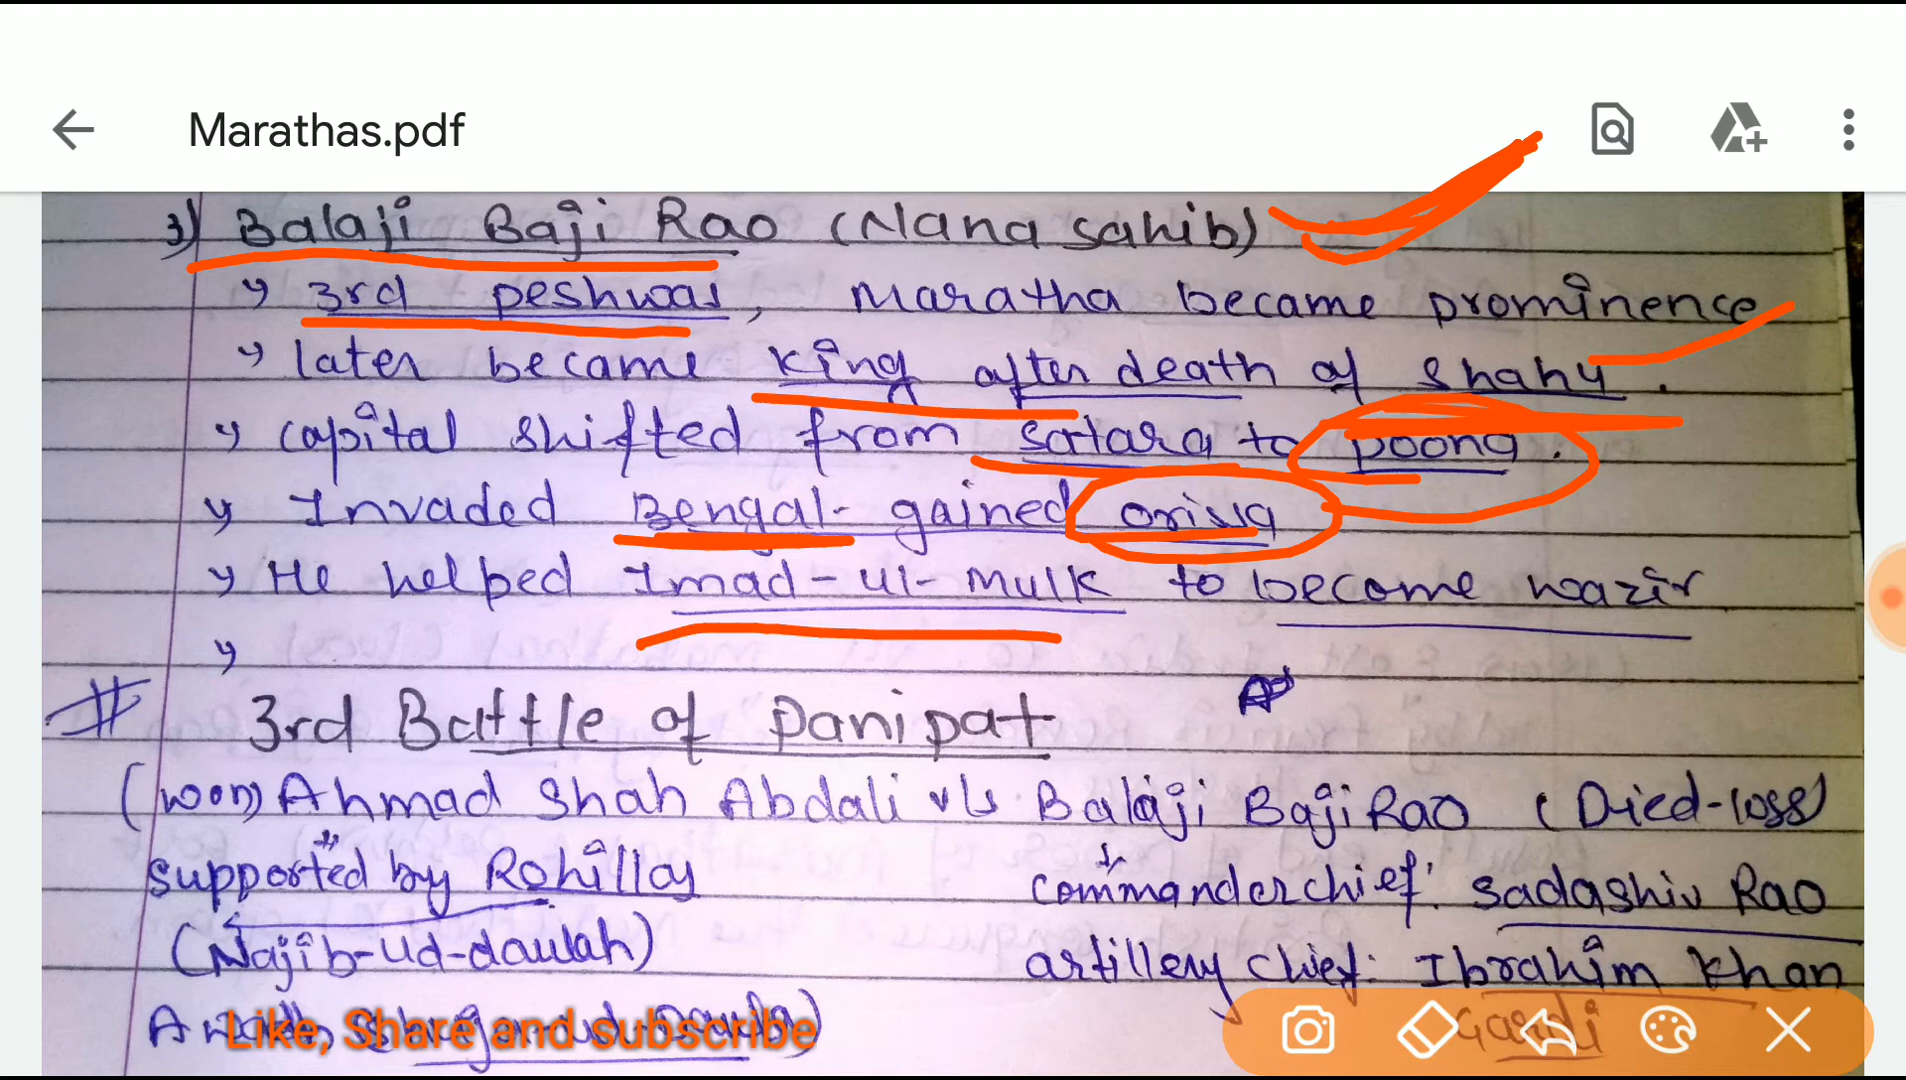 Marathas.pdf
3) Balaji Baji Rao (Nana sahib)
3rd peshwas, Maratha became prominence
later became king after death of Shahu.
capital shifted from satara to poona.
Invaded Bengal- gained orissa
He helped Imad-ul-Mulk to become wazir
# 3rd Battle of Panipat
(won) Ahmad Shah Abdali v/s Balaji Baji Rao (Died-loss)
supported by Rohillas commander chief: Sadashiv Rao
(Najib-ud-daulah) artillery chief: Ibrahim Khan
Gardi
Like, Share and subscribe